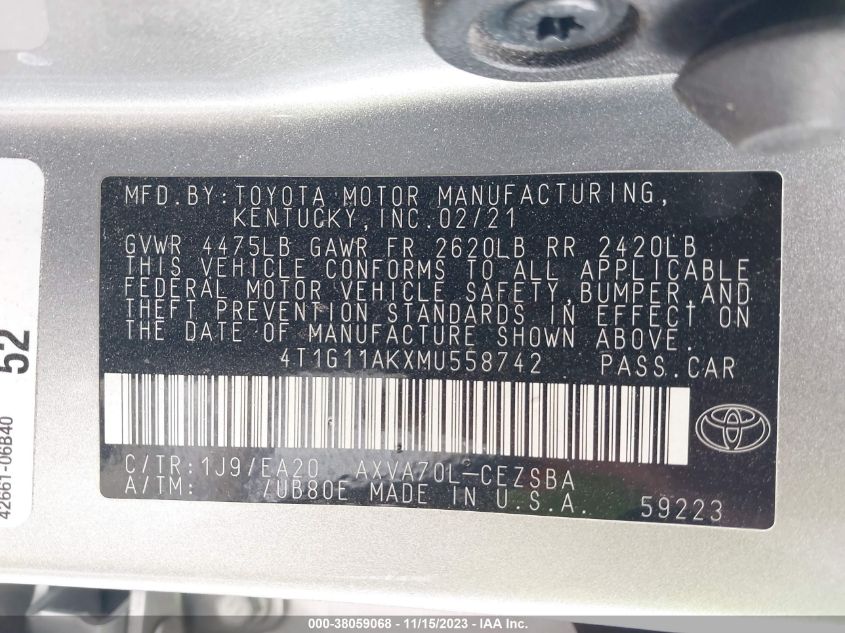 MFD.BY:TOYOTA MOTOR MANUFACTURING,
KENTUCKY,INC.02/21
GVWR 4475LB GAWR FR 2620LB RR 2420LB
THIS VEHICLE CONFORMS TO ALL APPLICABLE
FEDERAL MOTOR VEHICLE SAFETY,BUMPER,AND
THEFT PREVENTION STANDARDS IN EFFECT ON
THE DATE OF MANUFACTURE SHOWN ABOVE.
4T1G11AKXMU558742 PASS.CAR
C/TR:1J9/EA20 AXVA70L-CEZSBA
A/TM: /UB80E MADE IN U.S.A. 59223
52
42661-06B40
000-38059068 - 11/15/2023 - IAA Inc.